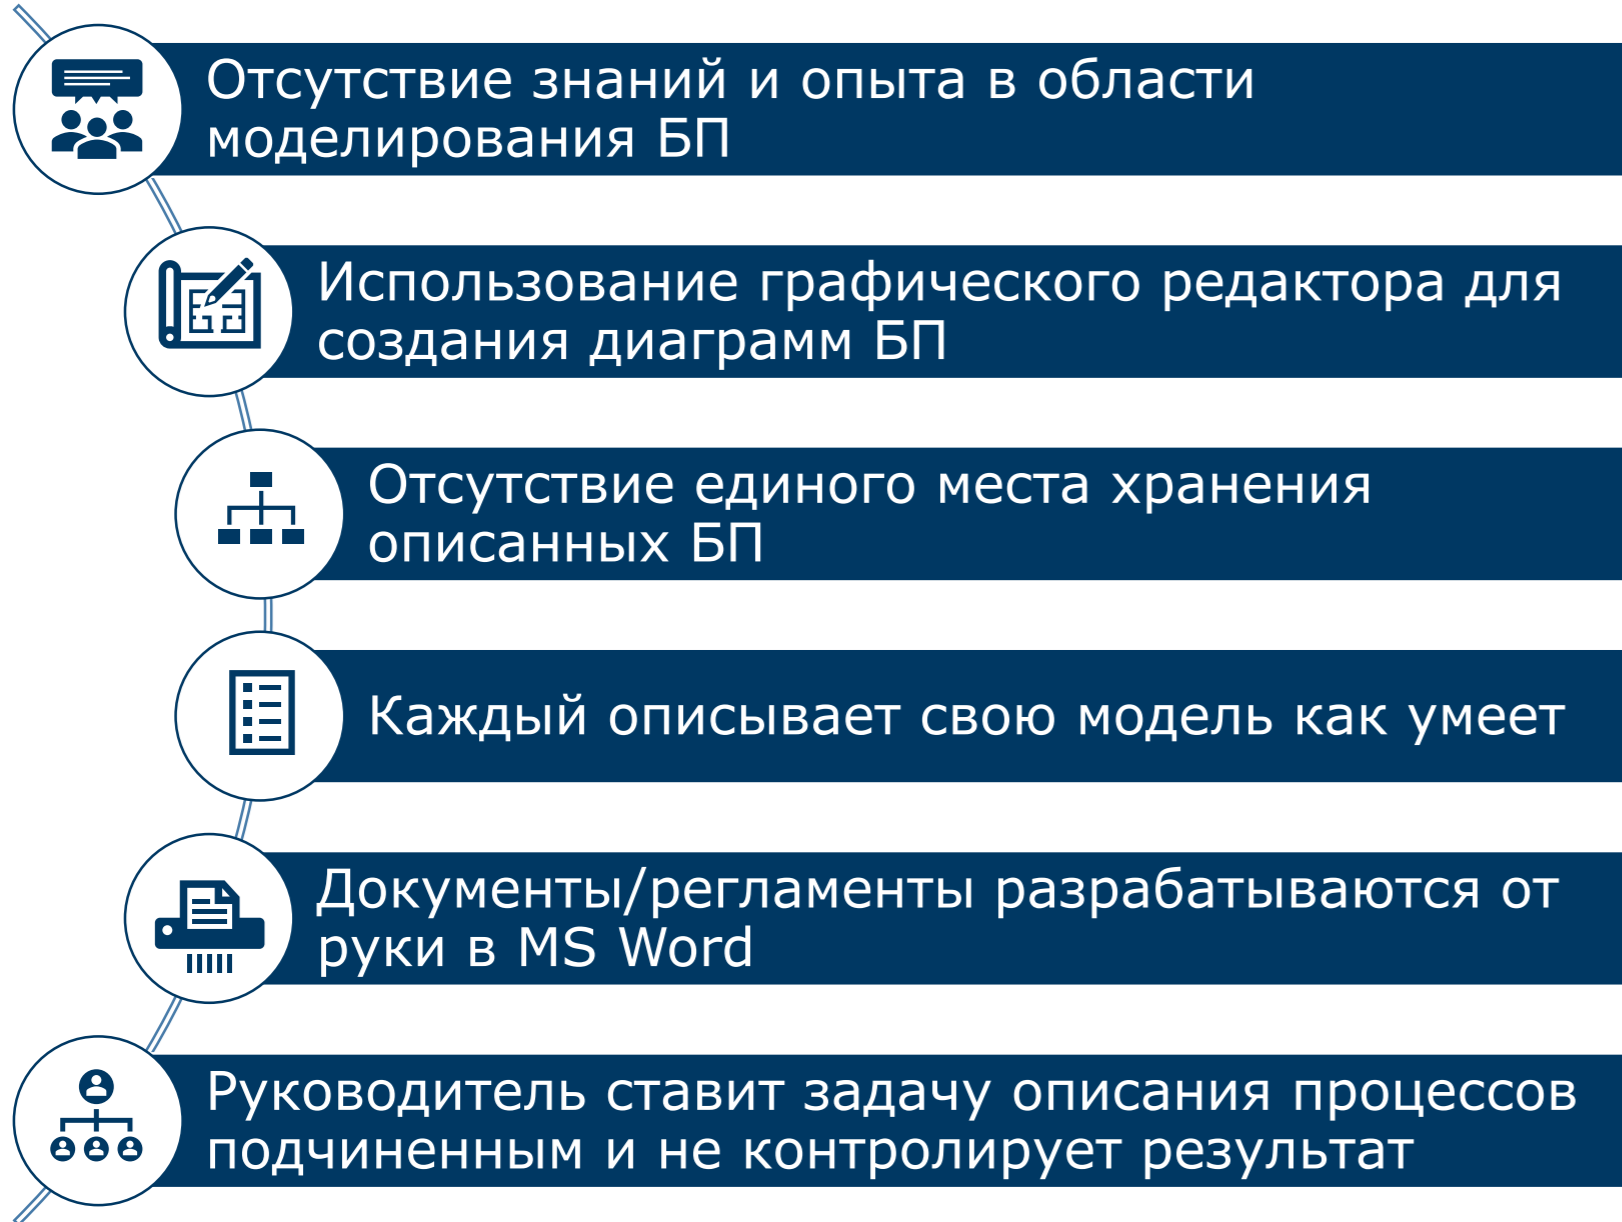 Отсутствие знаний и опыта в области
моделирования БП
Использование графического редактора для
создания диаграмм БП
Отсутствие единого места хранения
описанных БП
Каждый описывает свою модель как умеет
Документы/регламенты разрабатываются от
руки в MS Word
Руководитель ставит задачу описания процессов
подчиненным и не контролирует результат